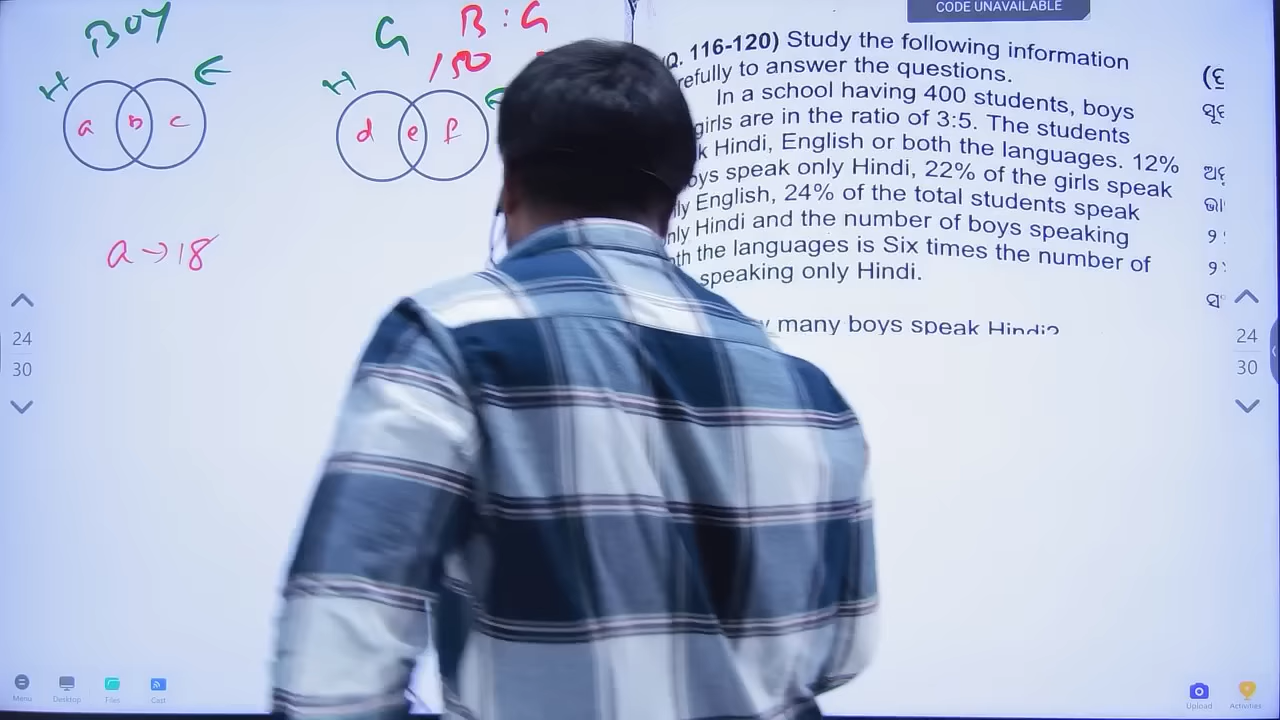 BOY
H E
a b c
a → 18
G
B : G
150
H
d e f
CODE UNAVAILABLE
Q. 116-120) Study the following information
refully to answer the questions.
In a school having 400 students, boys
girls are in the ratio of 3:5. The students
k Hindi, English or both the languages. 12%
oys speak only Hindi, 22% of the girls speak
ly English, 24% of the total students speak
nly Hindi and the number of boys speaking
th the languages is Six times the number of
speaking only Hindi.
many boys speak Hindi?
24
30
24
30
Menu Desktop Files Cast
Upload Activities